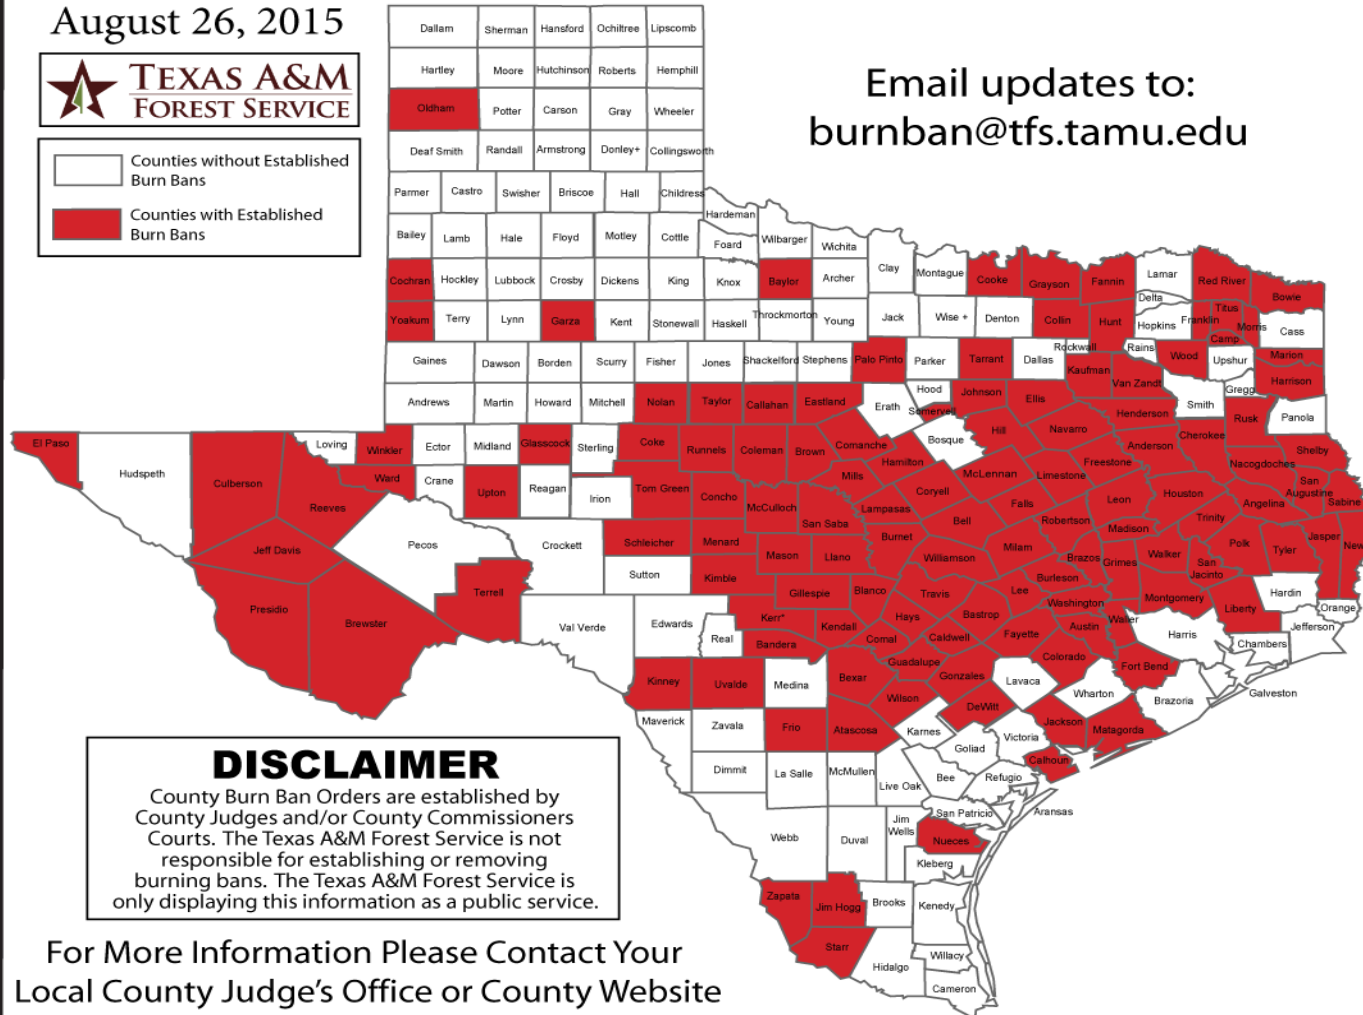 August 26, 2015
TEXAS A&M
FOREST SERVICE
Counties without Established
Burn Bans
Counties with Established
Burn Bans
Email updates to:
burnban@tfs.tamu.edu
Dallam Sherman Hansford Ochiltree Lipscomb
Hartley Moore Hutchinson Roberts Hemphill
Oldham Potter Carson Gray Wheeler
Deaf Smith Randall Armstrong Donley+ Collingsworth
Parmer Castro Swisher Briscoe Hall Childress
Hardeman
Bailey Lamb Hale Floyd Motley Cottle Foard Wilbarger Wichita
Cochran Hockley Lubbock Crosby Dickens King Knox Baylor Archer Clay Montague Cooke Grayson Fannin Lamar Red River Bowie
Delta
Yoakum Terry Lynn Garza Kent Stonewall Haskell Throckmorton Young Jack Wise + Denton Collin Hunt Hopkins Franklin Titus Morris Cass
Camp
Gaines Dawson Borden Scurry Fisher Jones Shackelford Stephens Palo Pinto Parker Tarrant Dallas Rockwall Rains Wood Upshur Marion
Kaufman Van Zandt Gregg Harrison
Andrews Martin Howard Mitchell Nolan Taylor Callahan Eastland Erath Hood Somervell Johnson Ellis Henderson Smith Rusk Panola
El Paso Hudspeth Culberson Reeves Loving Winkler Ector Midland Glasscock Sterling Coke Runnels Coleman Brown Comanche Hamilton Bosque Hill Navarro Anderson Cherokee Nacogdoches Shelby
Ward Crane Upton Reagan Irion Tom Green Concho McCulloch Mills Coryell McLennan Limestone Freestone Leon Houston Angelina San
Augustine Sabine
Jeff Davis Pecos Crockett Schleicher Menard San Saba Lampasas Bell Falls Robertson Madison Trinity Polk Tyler Jasper New
Presidio Brewster Terrell Sutton Kimble Mason Llano Burnet Williamson Milam Brazos Grimes Walker San
Jacinto Hardin Orange
Val Verde Edwards Real Kerr* Gillespie Blanco Travis Bastrop Lee Burleson Washington Montgomery Liberty Jefferson
Bandera Kendall Comal Hays Caldwell Fayette Austin Waller Harris Chambers
Kinney Uvalde Medina Bexar Guadalupe Gonzales Lavaca Colorado Wharton Fort Bend Brazoria Galveston
Maverick Zavala Frio Atascosa Wilson Karnes DeWitt Victoria Jackson Matagorda
Dimmit La Salle McMullen Live Oak Bee Goliad Refugio Calhoun
Webb Duval Jim
Wells San Patricio Aransas
Nueces
Kleberg
Zapata Jim Hogg Brooks Kenedy
Starr Hidalgo Willacy
Cameron
DISCLAIMER
County Burn Ban Orders are established by
County Judges and/or County Commissioners
Courts. The Texas A&M Forest Service is not
responsible for establishing or removing
burning bans. The Texas A&M Forest Service is
only displaying this information as a public service.
For More Information Please Contact Your
Local County Judge's Office or County Website